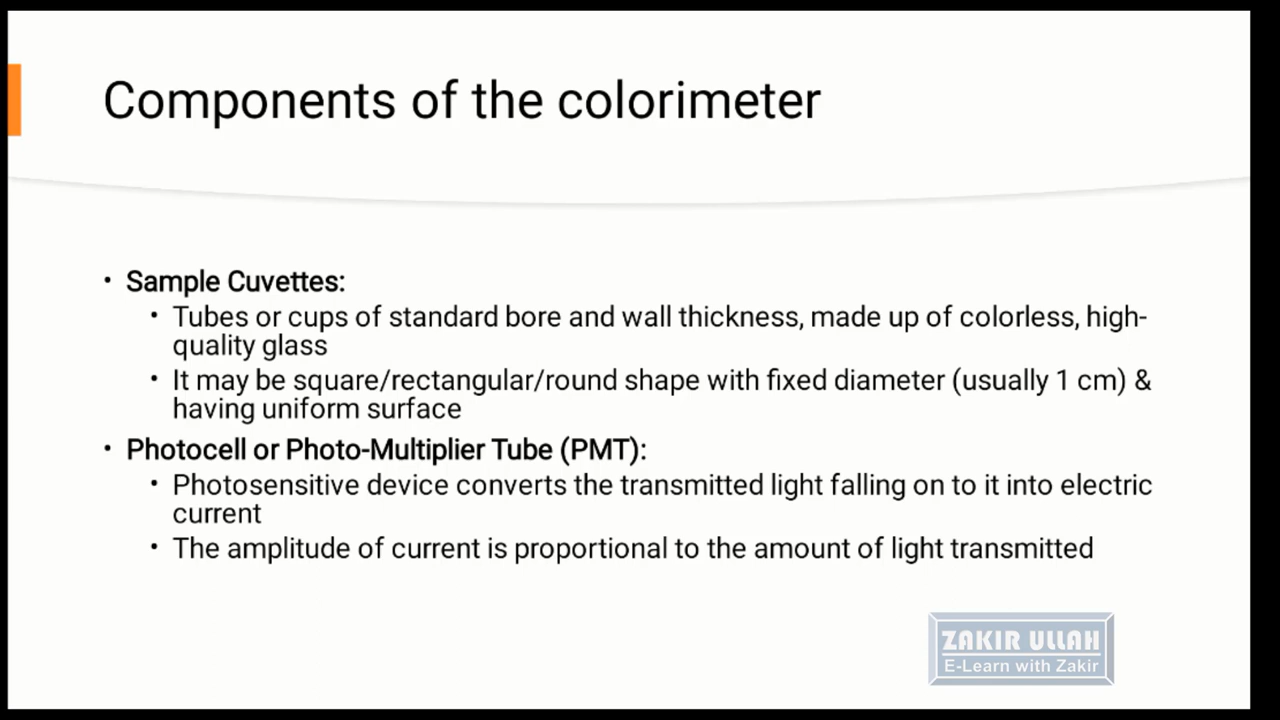 Components of the colorimeter
• Sample Cuvettes:
• Tubes or cups of standard bore and wall thickness, made up of colorless, high-
quality glass
• It may be square/rectangular/round shape with fixed diameter (usually 1 cm) &
having uniform surface
• Photocell or Photo-Multiplier Tube (PMT):
• Photosensitive device converts the transmitted light falling on to it into electric
current
• The amplitude of current is proportional to the amount of light transmitted
ZAKIR ULLAH
E-Learn with Zakir